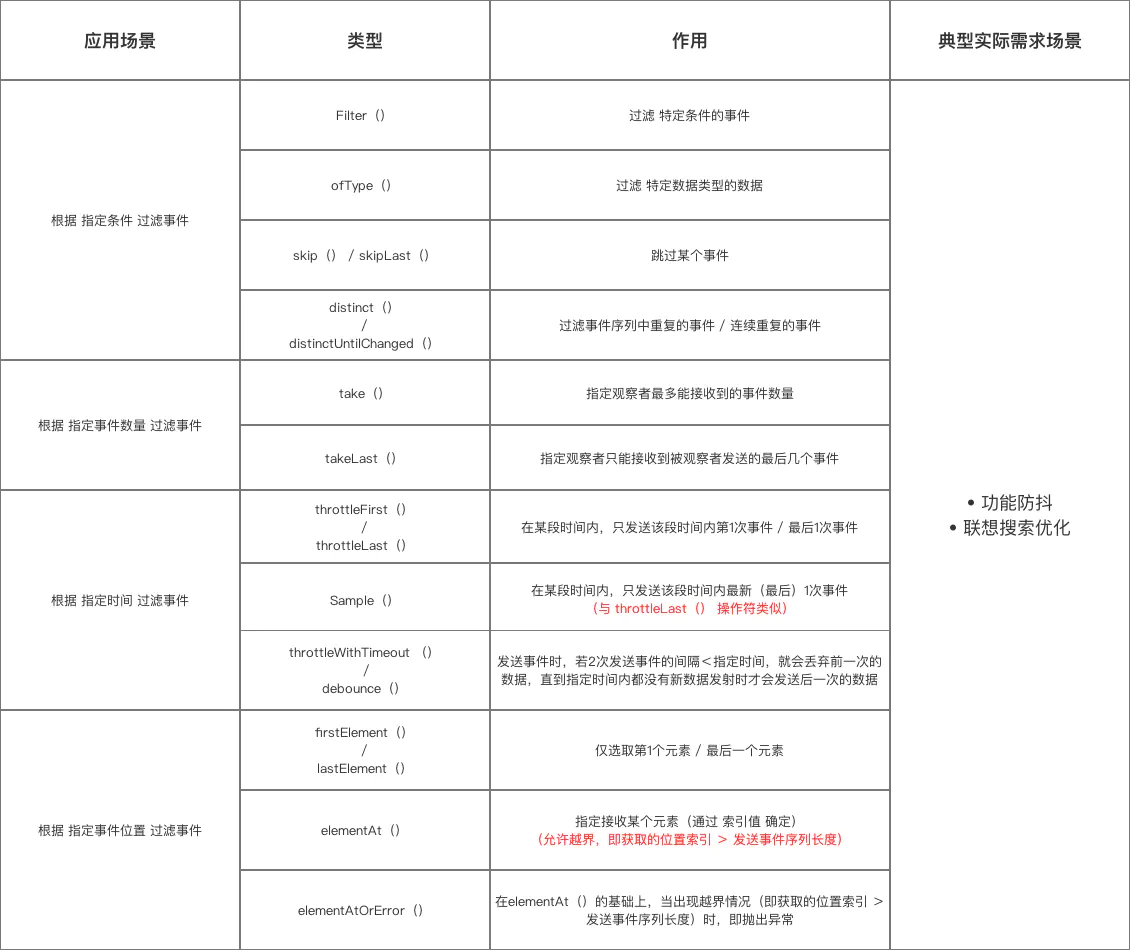 应用场景
类型
作用
典型实际需求场景
根据 指定条件 过滤事件
Filter（）
过滤 特定条件的事件
ofType（）
过滤 特定数据类型的数据
skip（） / skipLast（）
跳过某个事件
distinct（）
/
distinctUntilChanged（）
过滤事件序列中重复的事件 / 连续重复的事件
根据 指定事件数量 过滤事件
take（）
指定观察者最多能接收到的事件数量
takeLast（）
指定观察者只能接收到被观察者发送的最后几个事件
根据 指定时间 过滤事件
throttleFirst（）
/
throttleLast（）
在某段时间内，只发送该段时间内第1次事件 / 最后1次事件
Sample（）
在某段时间内，只发送该段时间内最新（最后）1次事件
（与 throttleLast（） 操作符类似）
throttleWithTimeout （）
/
debounce（）
发送事件时，若2次发送事件的间隔＜指定时间，就会丢弃前一次的
数据，直到指定时间内都没有新数据发射时才会发送后一次的数据
根据 指定事件位置 过滤事件
firstElement（）
/
lastElement（）
仅选取第1个元素 / 最后一个元素
elementAt（）
指定接收某个元素（通过 索引值 确定）
（允许越界，即获取的位置索引 ＞ 发送事件序列长度）
elementAtOrError（）
在elementAt（）的基础上，当出现越界情况（即获取的位置索引 ＞
发送事件序列长度）时，即抛出异常
• 功能防抖
• 联想搜索优化